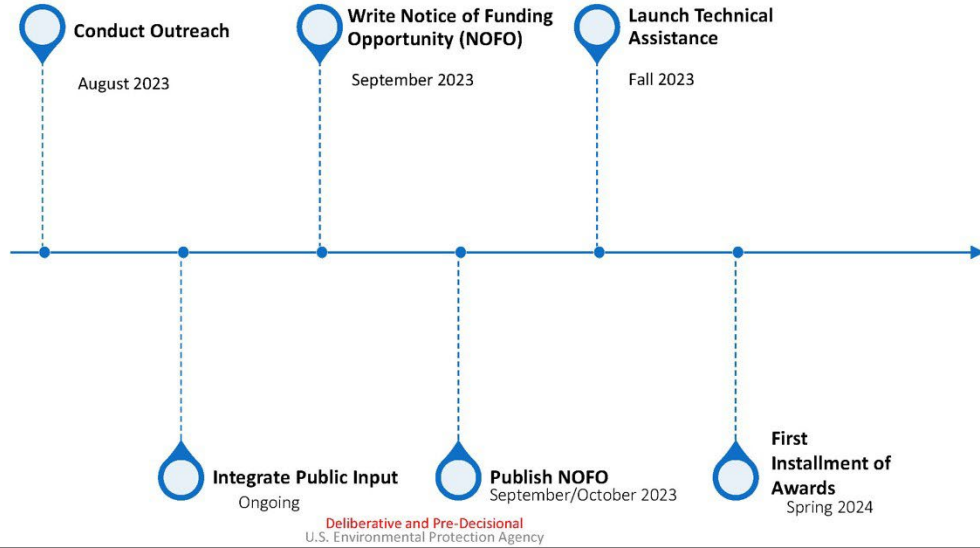 Conduct Outreach
August 2023
Write Notice of Funding
Opportunity (NOFO)
September 2023
Launch Technical
Assistance
Fall 2023
Integrate Public Input
Ongoing
Publish NOFO
September/October 2023
First
Installment of
Awards
Spring 2024
Deliberative and Pre-Decisional
U.S. Environmental Protection Agency